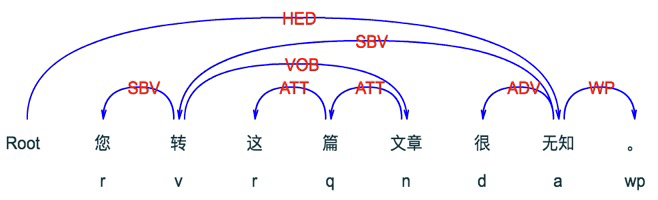 HED
SBV
VOB
SBV ATT ATT ADV WP
Root 您 转 这 篇 文章 很 无知 。
r v r q n d a wp